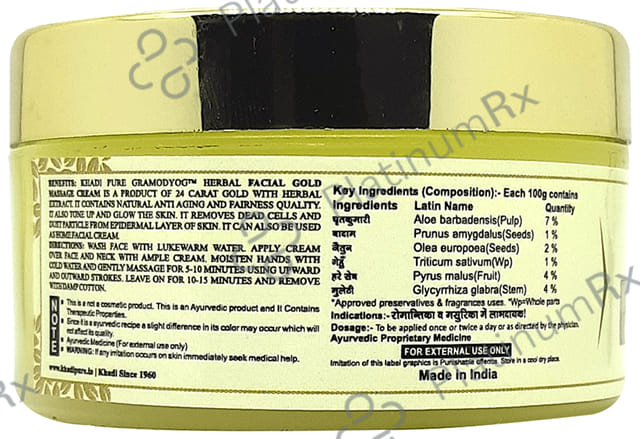 BENEFITS: KHADI PURE GRAMODYOG™ HERBAL FACIAL GOLD
MASSAGE CREAM IS A PRODUCT OF 24 CARAT GOLD WITH HERBAL
EXTRACT. IT CONTAINS NATURAL ANTI AGING AND FAIRNESS QUALITY.
IT ALSO TONE UP AND GLOW THE SKIN. IT REMOVES DEAD CELLS AND
DUST PARTICLE FROM EPIDERMAL LAYER OF SKIN. IT CAN ALSO BE USED
AS HOME FACIAL CREAM.
DIRECTIONS: WASH FACE WITH LUKEWARM WATER. APPLY CREAM
OVER FACE AND NECK WITH AMPLE CREAM. MOISTEN HANDS WITH
COLD WATER AND GENTLY MASSAGE FOR 5-10 MINUTES USING UPWARD
AND OUTWARD STROKES. LEAVE ON FOR 10-15 MINUTES AND REMOVE
WITH DAMP COTTON.
NOTE
• This is a not a cosmetic product. This is an Ayurvedic product and It Contains
Therapeutic Properties.
• Since it is a ayurvedic recipe a slight difference in its color may occur which will
not affect its quality.
• Ayurvedic Medicine (For external use only)
• WARNING: If any irritation occurs on skin immediately seek medical help.
www.khadipure.in | Khadi Since 1960
Key Ingredients (Composition):- Each 100g contains
Ingredients Latin Name Quantity
घृतकुमारी Aloe barbadensis(Pulp) 7 %
बादाम Prunus amygdalus(Seeds) 1 %
जैतुन Olea europoea(Seeds) 2 %
गेहूँ Triticum sativum(Wp) 1 %
हरे सेब Pyrus malus(Fruit) 4 %
मुलेठी Glycyrrhiza glabra(Stem) 4 %
*Approved preservatives & fragrances uses. *Wp=Whole parts
Indications:- रोमान्तिका व मसुरिका में लाभदायक!
Dosage:- To be applied once or twice a day or as directed by the physician.
Ayurvedic Proprietary Medicine
FOR EXTERNAL USE ONLY
Imitation of this label graphics is Punishable offence. Store in a cool dry place.
Made in India
PlatinumRx
PlatinumRx